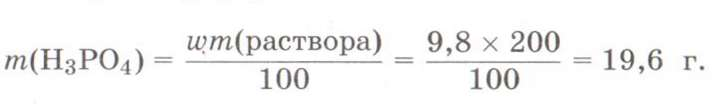 m(H₃PO₄) = wm(раствора)/100 = 9,8 × 200/100 = 19,6 г.